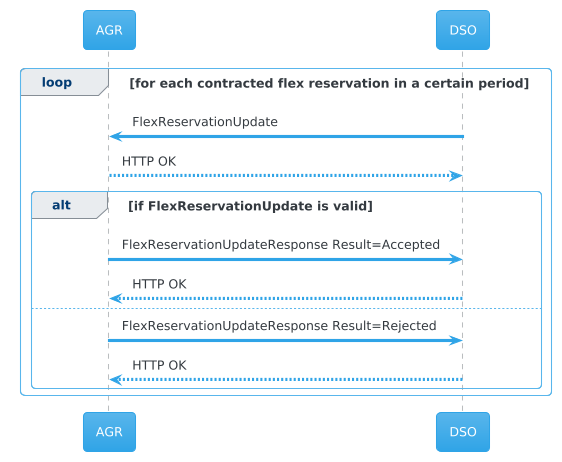 AGR DSO
loop [for each contracted flex reservation in a certain period]
FlexReservationUpdate
HTTP OK
alt [if FlexReservationUpdate is valid]
FlexReservationUpdateResponse Result=Accepted
HTTP OK
FlexReservationUpdateResponse Result=Rejected
HTTP OK
AGR DSO